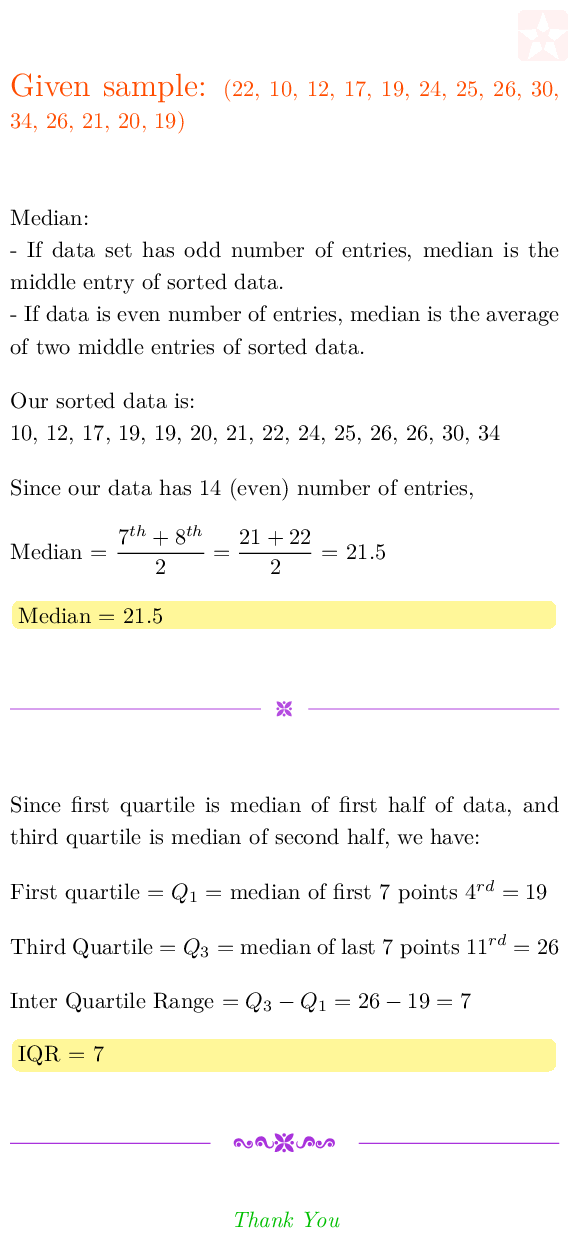 Given sample: (22, 10, 12, 17, 19, 24, 25, 26, 30,
34, 26, 21, 20, 19)
Median:
- If data set has odd number of entries, median is the
middle entry of sorted data.
- If data is even number of entries, median is the average
of two middle entries of sorted data.
Our sorted data is:
10, 12, 17, 19, 19, 20, 21, 22, 24, 25, 26, 26, 30, 34
Since our data has 14 (even) number of entries,
Median = \frac{7^{th} + 8^{th}}{2} = \frac{21 + 22}{2} = 21.5
Median = 21.5
Since first quartile is median of first half of data, and
third quartile is median of second half, we have:
First quartile = Q₁ = median of first 7 points 4^{rd} = 19
Third Quartile = Q₃ = median of last 7 points 11^{rd} = 26
Inter Quartile Range = Q₃ − Q₁ = 26 − 19 = 7
IQR = 7
Thank You